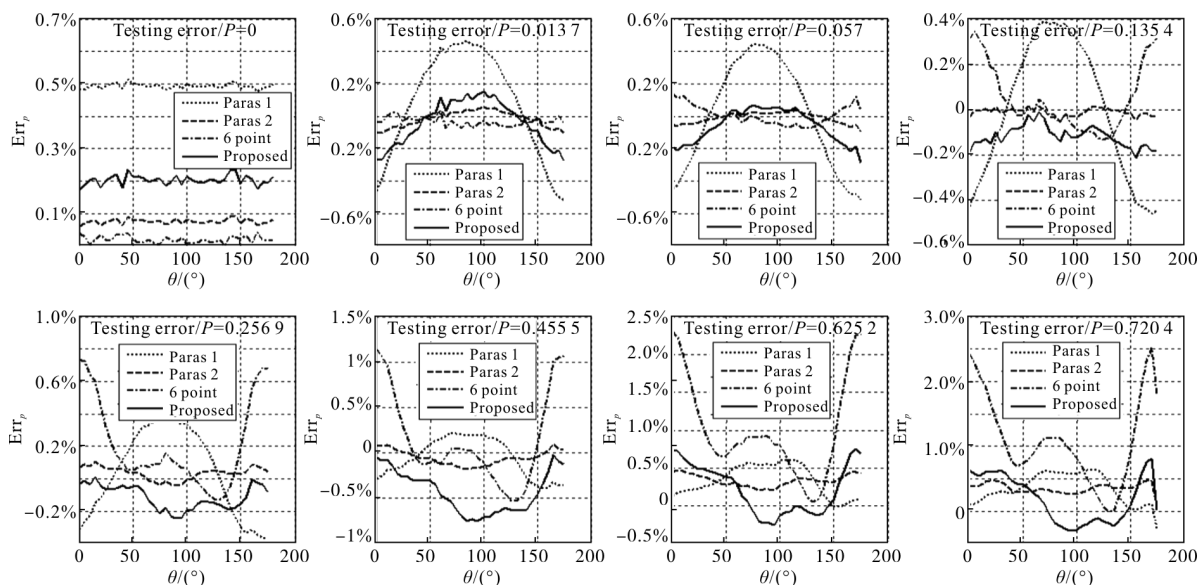 Testing error/P=0
0.7%
0.5%
0.3%
0.1%
Err_p
Paras 1
Paras 2
6 point
Proposed
0 50 100 150 200
θ/(°)
Testing error/P=0.013 7
0.6%
0.2%
0.2%
−0.6%
Err_p
Paras 1
Paras 2
6 point
Proposed
0 50 100 150 200
θ/(°)
Testing error/P=0.057
0.6%
0.2%
0.2%
−0.6%
Err_p
Paras 1
Paras 2
6 point
Proposed
0 50 100 150 200
θ/(°)
Testing error/P=0.135 4
0.4%
0.2%
0
−0.2%
−0.4%
−0.6%
Err_p
Paras 1
Paras 2
6 point
Proposed
0 50 100 150 200
θ/(°)
Testing error/P=0.256 9
1.0%
0.6%
0.2%
−0.2%
Err_p
Paras 1
Paras 2
6 point
Proposed
0 50 100 150 200
θ/(°)
Testing error/P=0.455 5
1.5%
1%
0.5%
0
−0.5%
−1%
Err_p
Paras 1
Paras 2
6 point
Proposed
0 50 100 150 200
θ/(°)
Testing error/P=0.625 2
2.5%
2.0%
1.5%
1.0%
0.5%
0
−0.5%
Err_p
Paras 1
Paras 2
6 point
Proposed
0 50 100 150 200
θ/(°)
Testing error/P=0.720 4
3.0%
2.0%
1.0%
0
Err_p
Paras 1
Paras 2
6 point
Proposed
0 50 100 150 200
θ/(°)